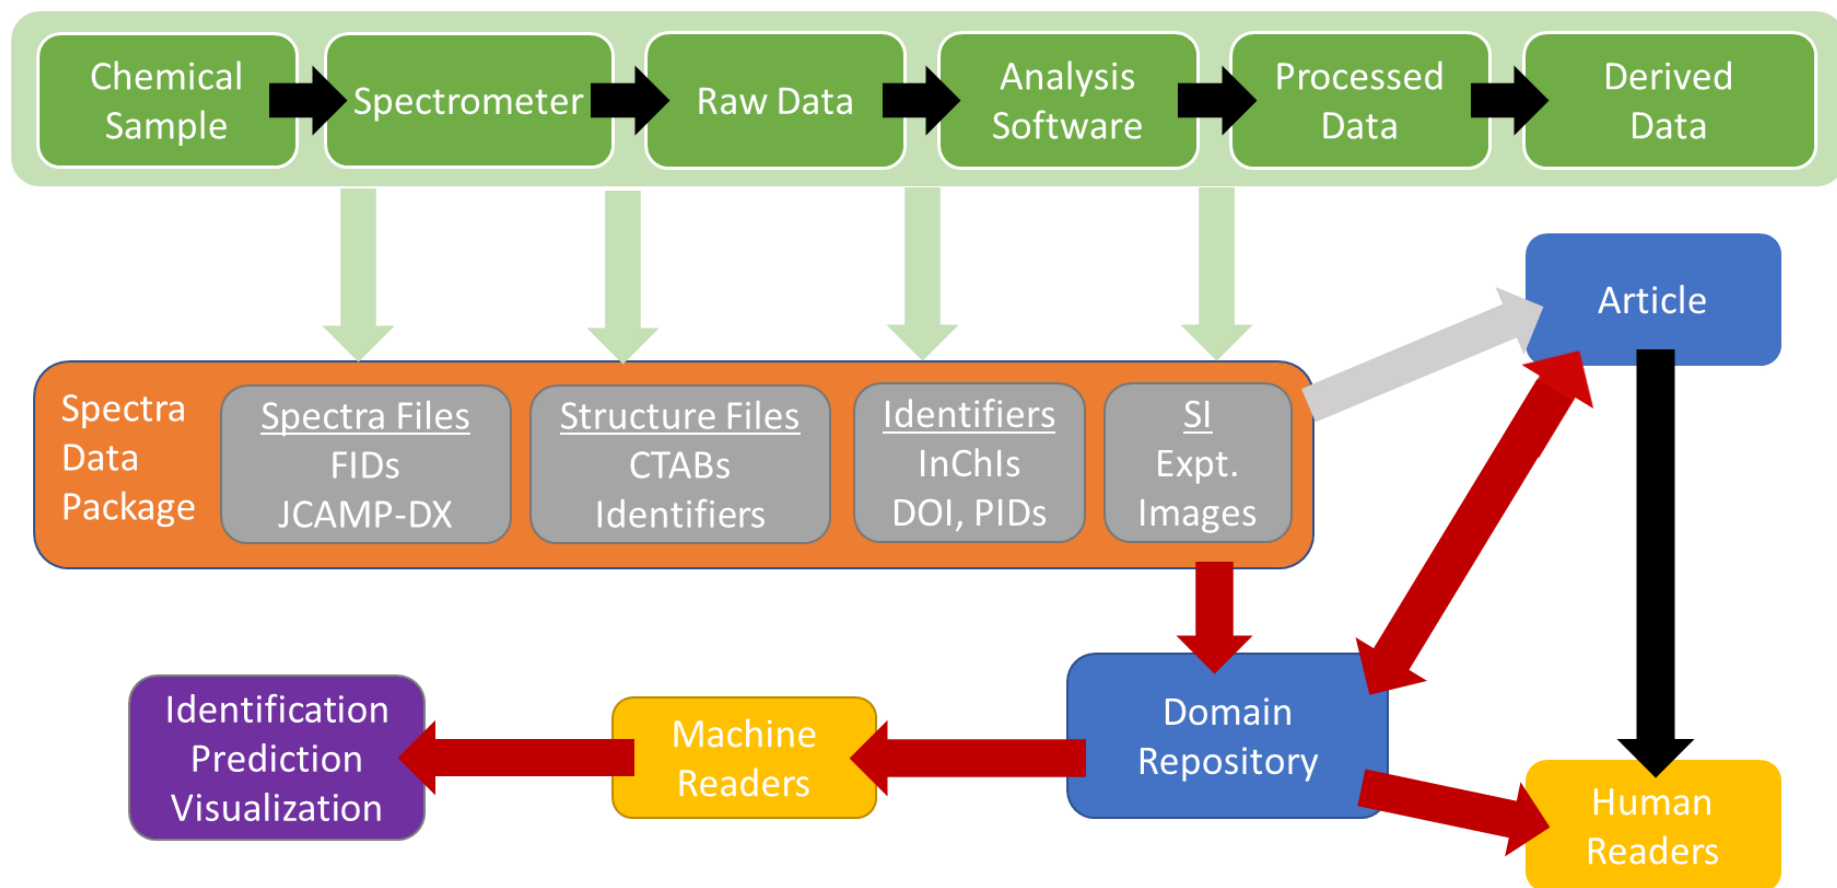 Chemical
Sample
Spectrometer
Raw Data
Analysis
Software
Processed
Data
Derived
Data
Article
Spectra
Data
Package
Spectra Files
FIDs
JCAMP-DX
Structure Files
CTABs
Identifiers
Identifiers
InChIs
DOI, PIDs
SI
Expt.
Images
Identification
Prediction
Visualization
Machine
Readers
Domain
Repository
Human
Readers